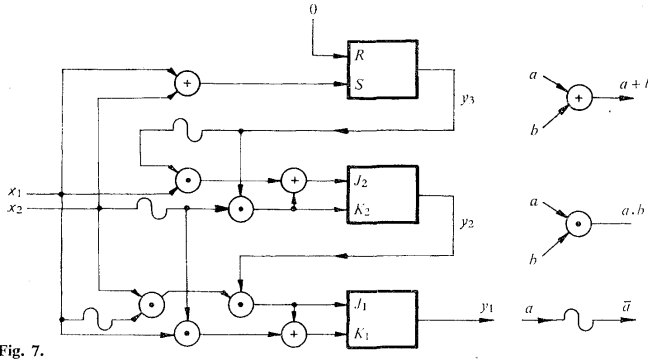 0
R
S
y₃
a
b
a + b
x₁
x₂
J₂
K₂
y₂
a
b
a.b
J₁
K₁
y₁
a
ā
Fig. 7.